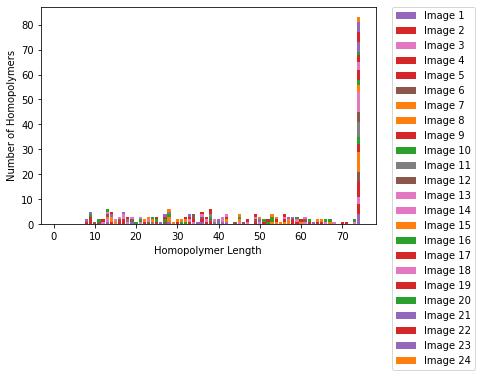 80
70
60
50
40
30
20
10
0
Number of Homopolymers
0 10 20 30 40 50 60 70
Homopolymer Length
Image 1
Image 2
Image 3
Image 4
Image 5
Image 6
Image 7
Image 8
Image 9
Image 10
Image 11
Image 12
Image 13
Image 14
Image 15
Image 16
Image 17
Image 18
Image 19
Image 20
Image 21
Image 22
Image 23
Image 24